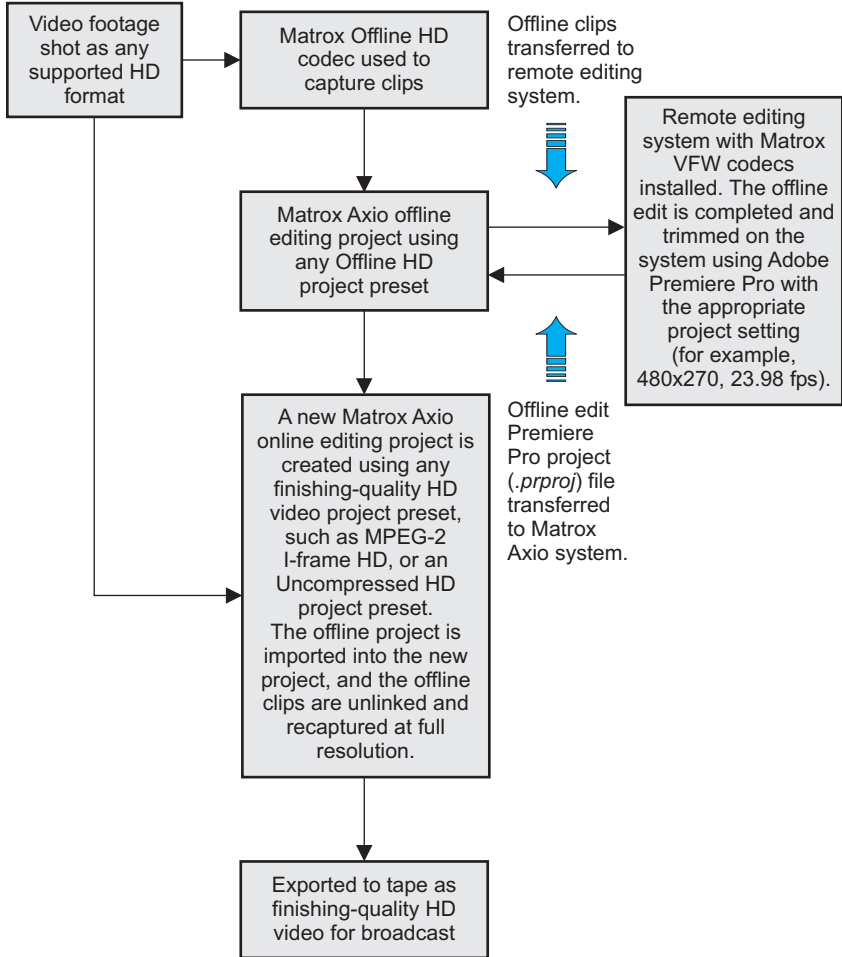 Video footage
shot as any
supported HD
format
Matrox Offline HD
codec used to
capture clips
Offline clips
transferred to
remote editing
system.
Remote editing
system with Matrox
VFW codecs
installed. The offline
edit is completed and
trimmed on the
system using Adobe
Premiere Pro with
the appropriate
project setting
(for example,
480x270, 23.98 fps).
Matrox Axio offline
editing project using
any Offline HD
project preset
Offline edit
Premiere
Pro project
(.prproj) file
transferred
to Matrox
Axio system.
A new Matrox Axio
online editing project is
created using any
finishing-quality HD
video project preset,
such as MPEG-2
I-frame HD, or an
Uncompressed HD
project preset.
The offline project is
imported into the new
project, and the offline
clips are unlinked and
recaptured at full
resolution.
Exported to tape as
finishing-quality HD
video for broadcast